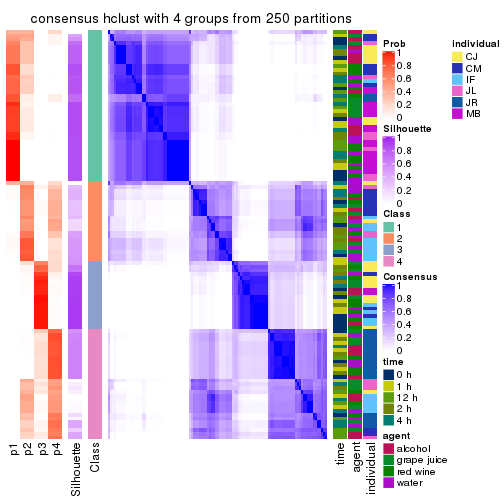 consensus hclust with 4 groups from 250 partitions
Prob
1
0.8
0.6
0.4
0.2
0
Silhouette
1
0.8
0.6
0.4
0.2
0
Class
1
2
3
4
Consensus
1
0.8
0.6
0.4
0.2
0
time
0 h
1 h
12 h
2 h
4 h
agent
alcohol
grape juice
red wine
water
Individual
CJ
CM
IF
JL
JR
MB
p1
p2
p3
p4
Silhouette
Class
time
agent
individual